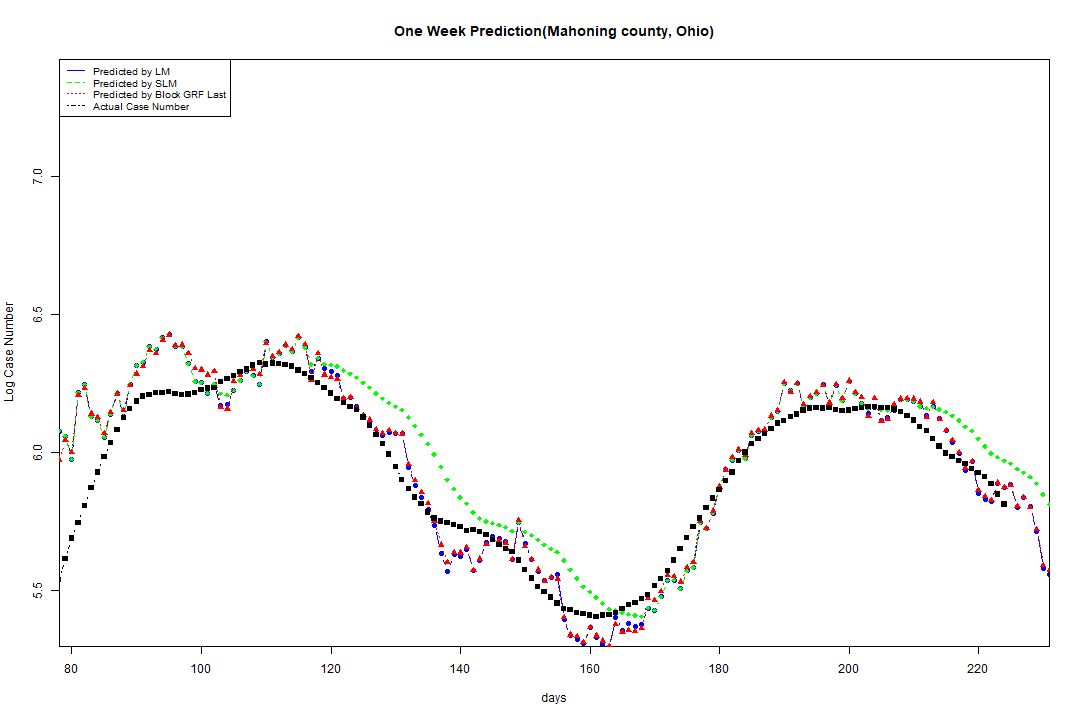 One Week Prediction(Mahoning county, Ohio)
Predicted by LM
Predicted by SLM
Predicted by Block GRF Last
Actual Case Number
Log Case Number
7.0
6.5
6.0
5.5
80 100 120 140 160 180 200 220
days